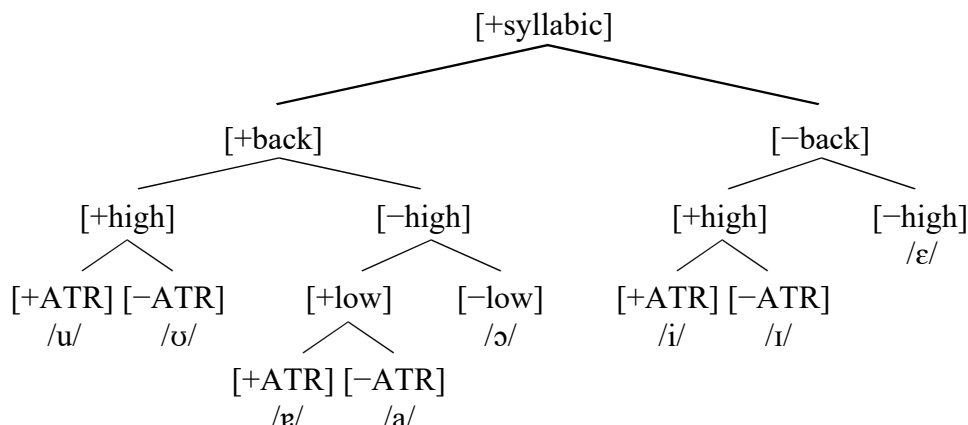 [+syllabic]
[+back] [−back]
[+high] [−high] [+high] [−high]
/ɛ/
[+ATR] [−ATR] [+low] [−low] [+ATR] [−ATR]
/u/ /ʊ/ /ɔ/ /i/ /ɪ/
[+ATR] [−ATR]
/ɐ/ /a/